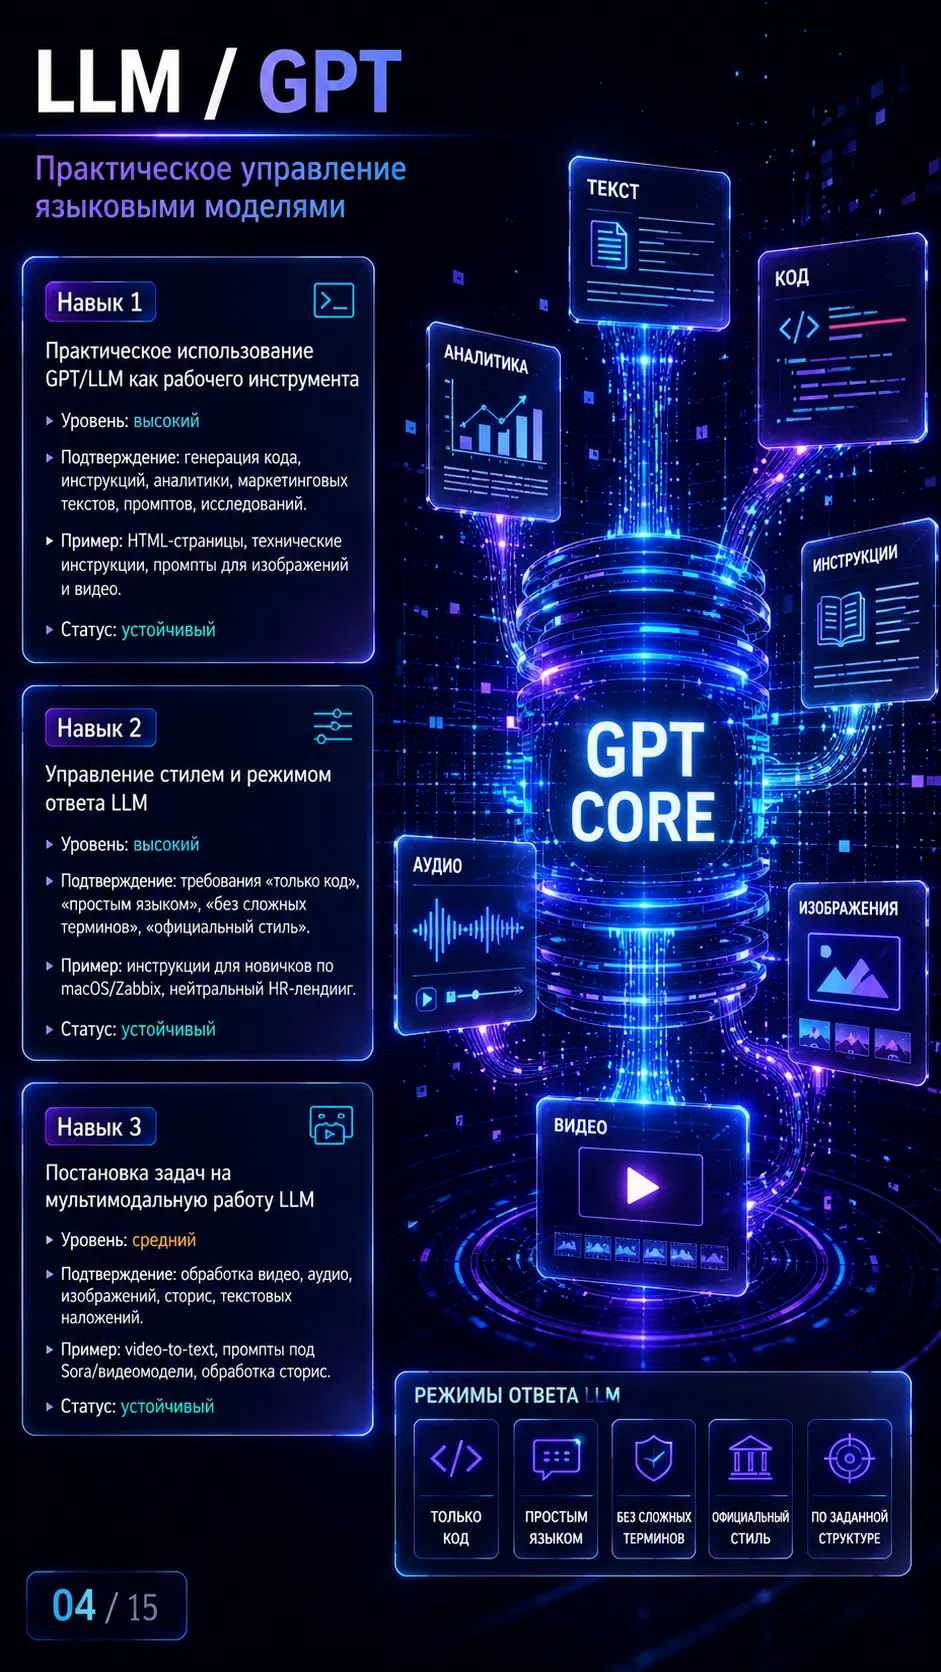 LLM / GPT
Практическое управление
языковыми моделями
Навык 1
Практическое использование
GPT/LLM как рабочего инструмента
Уровень: высокий
Подтверждение: генерация кода,
инструкций, аналитики, маркетинговых
текстов, промптов, исследований.
Пример: HTML-страницы, технические
инструкции, промпты для изображений
и видео.
Статус: устойчивый
Навык 2
Управление стилем и режимом
ответа LLM
Уровень: высокий
Подтверждение: требования «только код»,
«простым языком», «без сложных
терминов», «официальный стиль».
Пример: инструкции для новичков по
macOS/Zabbix, нейтральный HR-лендинг.
Статус: устойчивый
Навык 3
Постановка задач на
мультимодальную работу LLM
Уровень: средний
Подтверждение: обработка видео, аудио,
изображений, сторис, текстовых
наложений.
Пример: video-to-text, промпты под
Sora/видеомодели, обработка сторис.
Статус: устойчивый
04 / 15
ТЕКСТ
КОД
АНАЛИТИКА
ИНСТРУКЦИИ
GPT
CORE
АУДИО
ИЗОБРАЖЕНИЯ
ВИДЕО
РЕЖИМЫ ОТВЕТА LLM
ТОЛЬКО
КОД
ПРОСТЫМ
ЯЗЫКОМ
БЕЗ СЛОЖНЫХ
ТЕРМИНОВ
ОФИЦИАЛЬНЫЙ
СТИЛЬ
ПО ЗАДАННОЙ
СТРУКТУРЕ